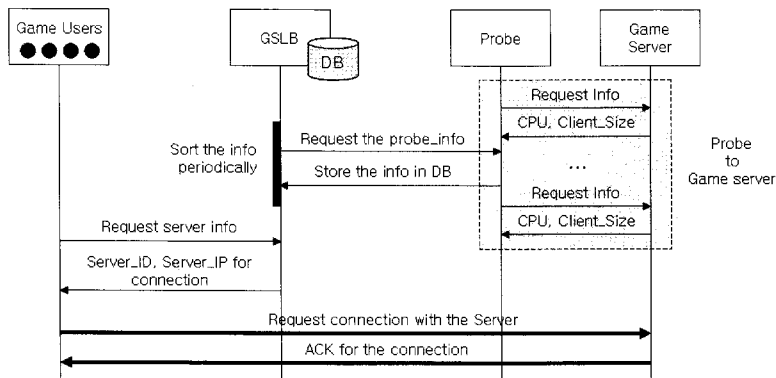 Game Users
GSLB
DB
Probe
Game
Server
Request Info
CPU, Client_Size
Sort the info
periodically
Request the probe_info
Store the info in DB
...
Probe
to
Game server
Request Info
CPU, Client_Size
Request server info
Server_ID, Server_IP for
connection
Request connection with the Server
ACK for the connection